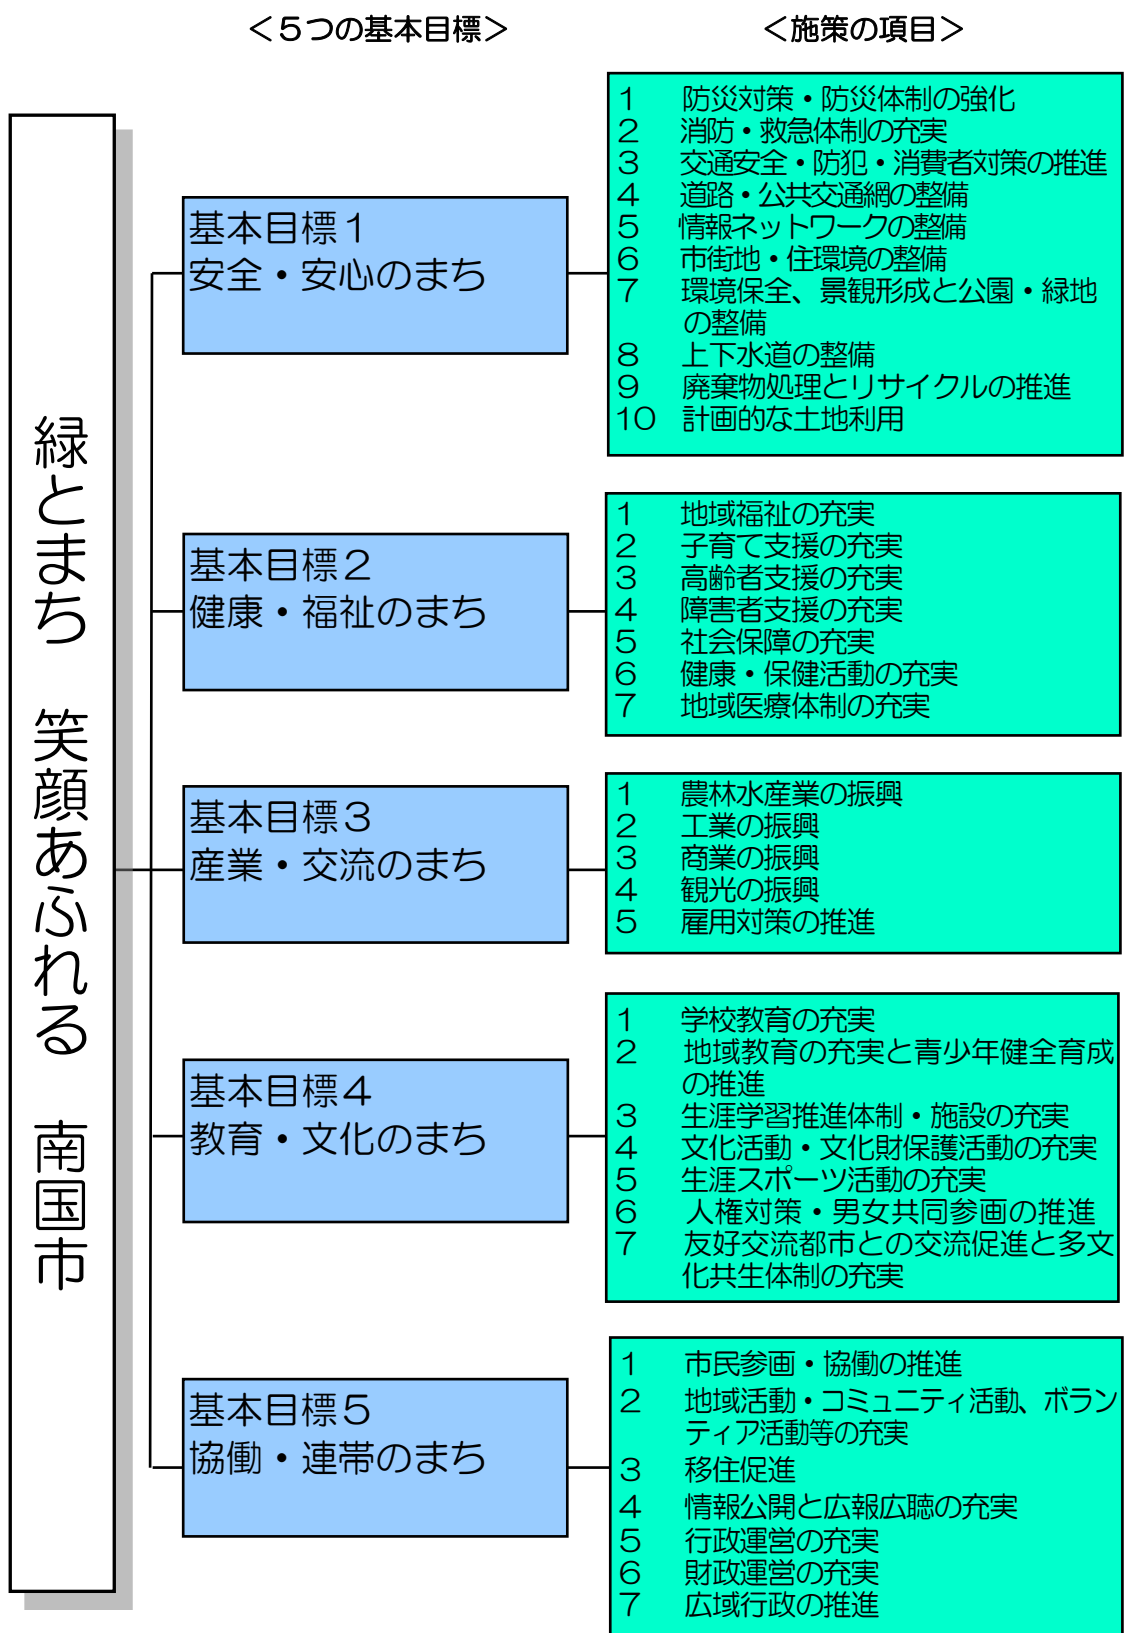 ＜５つの基本目標＞
＜施策の項目＞
緑とまち　笑顔あふれる　南国市
基本目標１
安全・安心のまち
1　防災対策・防災体制の強化
2　消防・救急体制の充実
3　交通安全・防犯・消費者対策の推進
4　道路・公共交通網の整備
5　情報ネットワークの整備
6　市街地・住環境の整備
7　環境保全、景観形成と公園・緑地
の整備
8　上下水道の整備
9　廃棄物処理とリサイクルの推進
10　計画的な土地利用
基本目標２
健康・福祉のまち
1　地域福祉の充実
2　子育て支援の充実
3　高齢者支援の充実
4　障害者支援の充実
5　社会保障の充実
6　健康・保健活動の充実
7　地域医療体制の充実
基本目標３
産業・交流のまち
1　農林水産業の振興
2　工業の振興
3　商業の振興
4　観光の振興
5　雇用対策の推進
基本目標４
教育・文化のまち
1　学校教育の充実
2　地域教育の充実と青少年健全育成
の推進
3　生涯学習推進体制・施設の充実
4　文化活動・文化財保護活動の充実
5　生涯スポーツ活動の充実
6　人権対策・男女共同参画の推進
7　友好交流都市との交流促進と多文
化共生体制の充実
基本目標５
協働・連帯のまち
1　市民参画・協働の推進
2　地域活動・コミュニティ活動、ボラン
ティア活動等の充実
3　移住促進
4　情報公開と広報広聴の充実
5　行政運営の充実
6　財政運営の充実
7　広域行政の推進